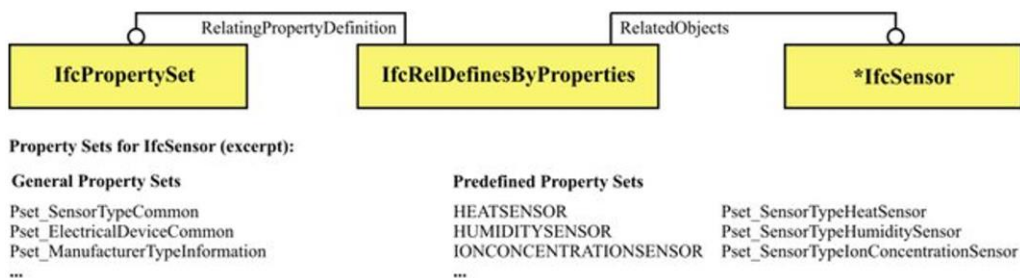 RelatingPropertyDefinition
RelatedObjects
IfcPropertySet
IfcRelDefinesByProperties
*IfcSensor
Property Sets for IfcSensor (excerpt):
General Property Sets
Pset_SensorTypeCommon
Pset_ElectricalDeviceCommon
Pset_ManufacturerTypeInformation
...
Predefined Property Sets
HEATSENSOR Pset_SensorTypeHeatSensor
HUMIDITYSENSOR Pset_SensorTypeHumiditySensor
IONCONCENTRATIONSENSOR Pset_SensorTypeIonConcentrationSensor
...